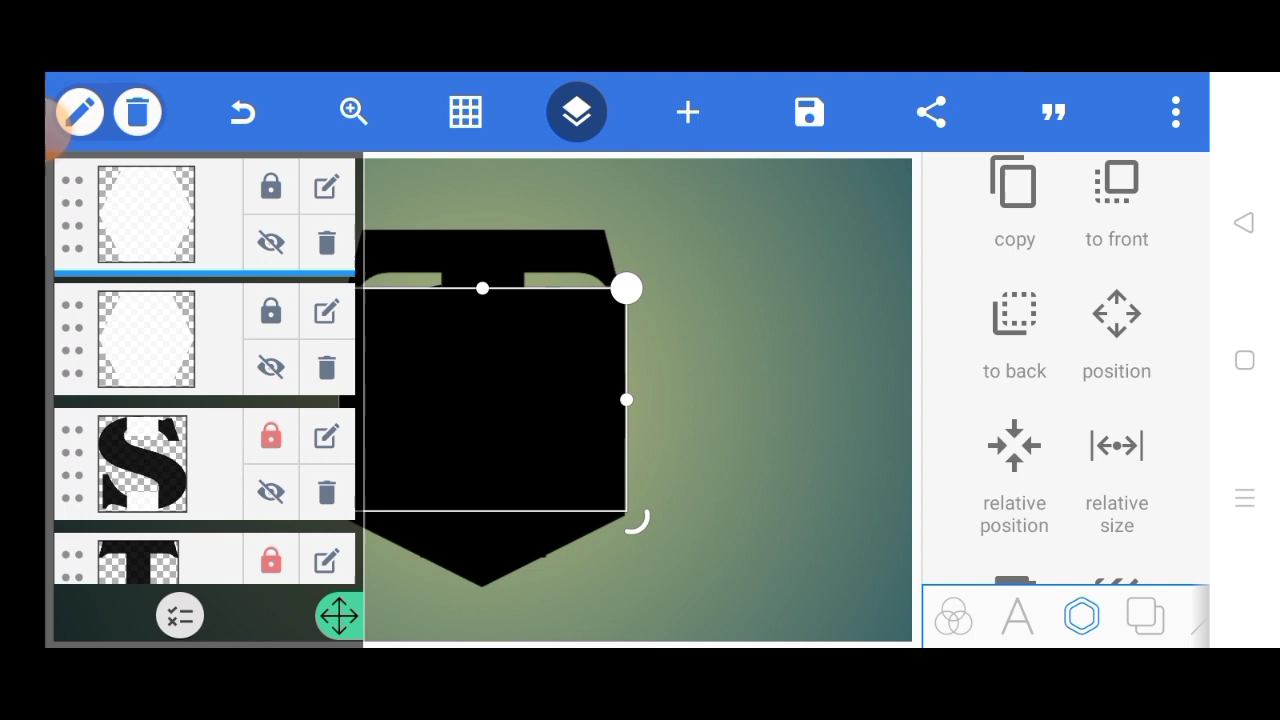 copy
to front
to back
position
relative
position
relative
size
S
T
A